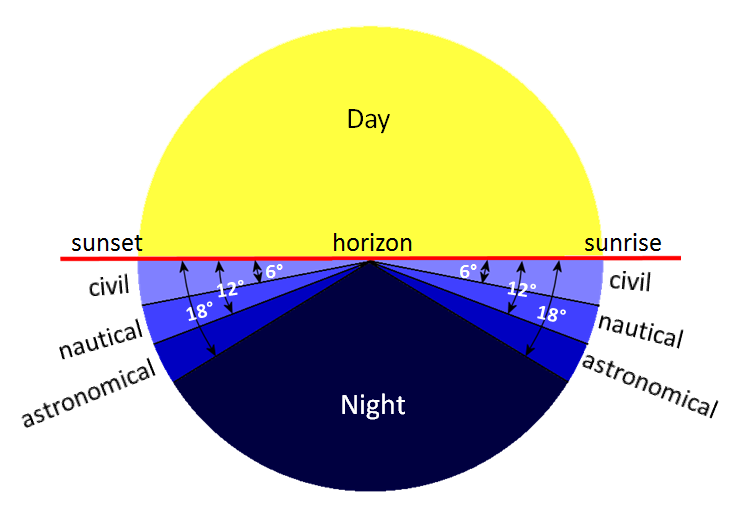 Day
sunset
horizon
sunrise
civil
6°
6°
civil
12°
12°
nautical
18°
18°
nautical
astronomical
astronomical
Night